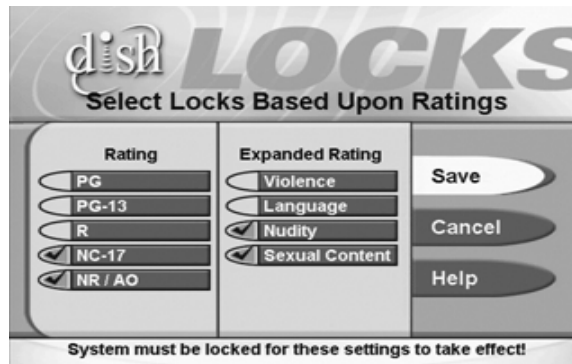 dish LOCKS
Select Locks Based Upon Ratings
Rating
PG
PG-13
R
NC-17
NR / AO
Expanded Rating
Violence
Language
Nudity
Sexual Content
Save
Cancel
Help
System must be locked for these settings to take effect!